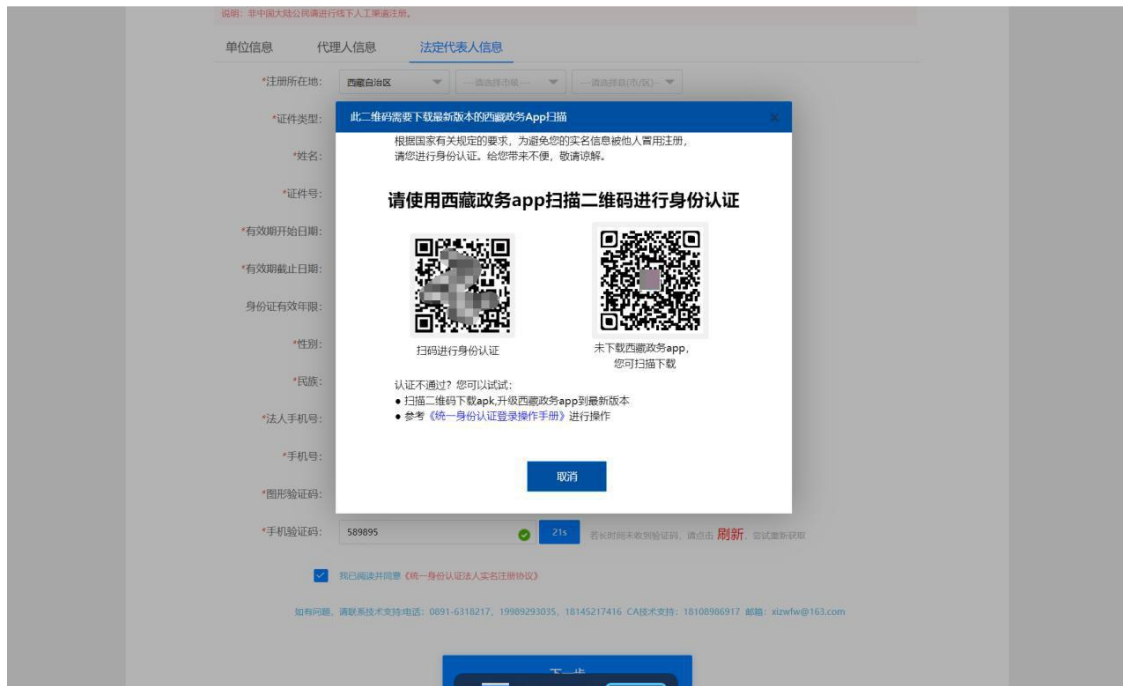 说明：非中国大陆公民请进行线下人工渠道注册。
单位信息 代理人信息 法定代表人信息
*注册所在地： 西藏自治区 ---请选择市级--- ---请选择县(市/区)---
*证件类型：
*姓名：
*证件号：
*有效期开始日期：
*有效期截止日期：
身份证有效年限：
*性别：
*民族：
*法人手机号：
*手机号：
*图形验证码：
此二维码需要下载最新版本的西藏政务App扫描
根据国家有关规定的要求，为避免您的实名信息被他人冒用注册，
请您进行身份认证。给您带来不便，敬请谅解。
请使用西藏政务app扫描二维码进行身份认证
扫码进行身份认证
未下载西藏政务app，
您可扫描下载
认证不通过？您可以试试：
● 扫描二维码下载apk,升级西藏政务app到最新版本
● 参考《统一身份认证登录操作手册》进行操作
取消
*手机验证码： 589895 21s 若长时间未收到验证码，请点击 刷新，尝试重新获取
我已阅读并同意《统一身份认证法人实名注册协议》
如有问题，请联系技术支持电话：0891-6318217，19989293035，18145217416 CA技术支持：18108986917 邮箱：xizwfw@163.com
下一步